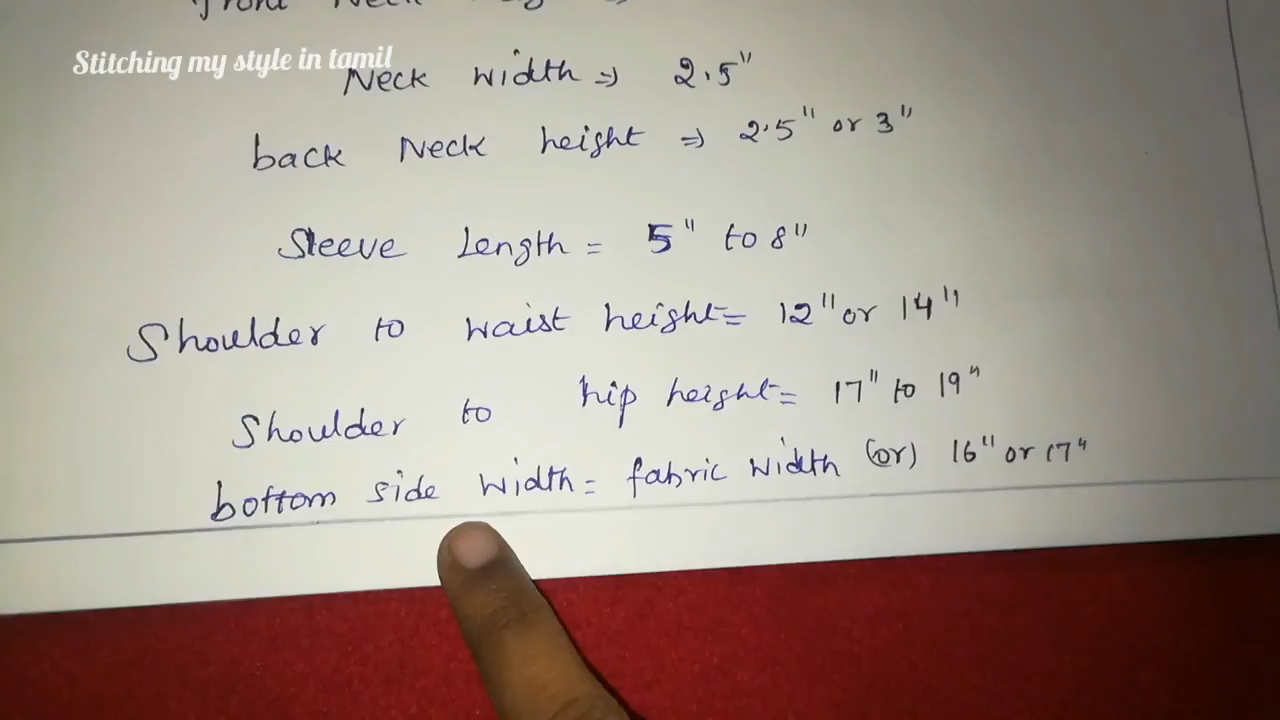 front Neck
Stitching my style in tamil
Neck width => 2.5"
back Neck height => 2.5" or 3"
Sleeve Length = 5" to 8"
Shoulder to waist height = 12" or 14"
Shoulder to hip height = 17" to 19"
bottom side width = fabric width (or) 16" or 17"